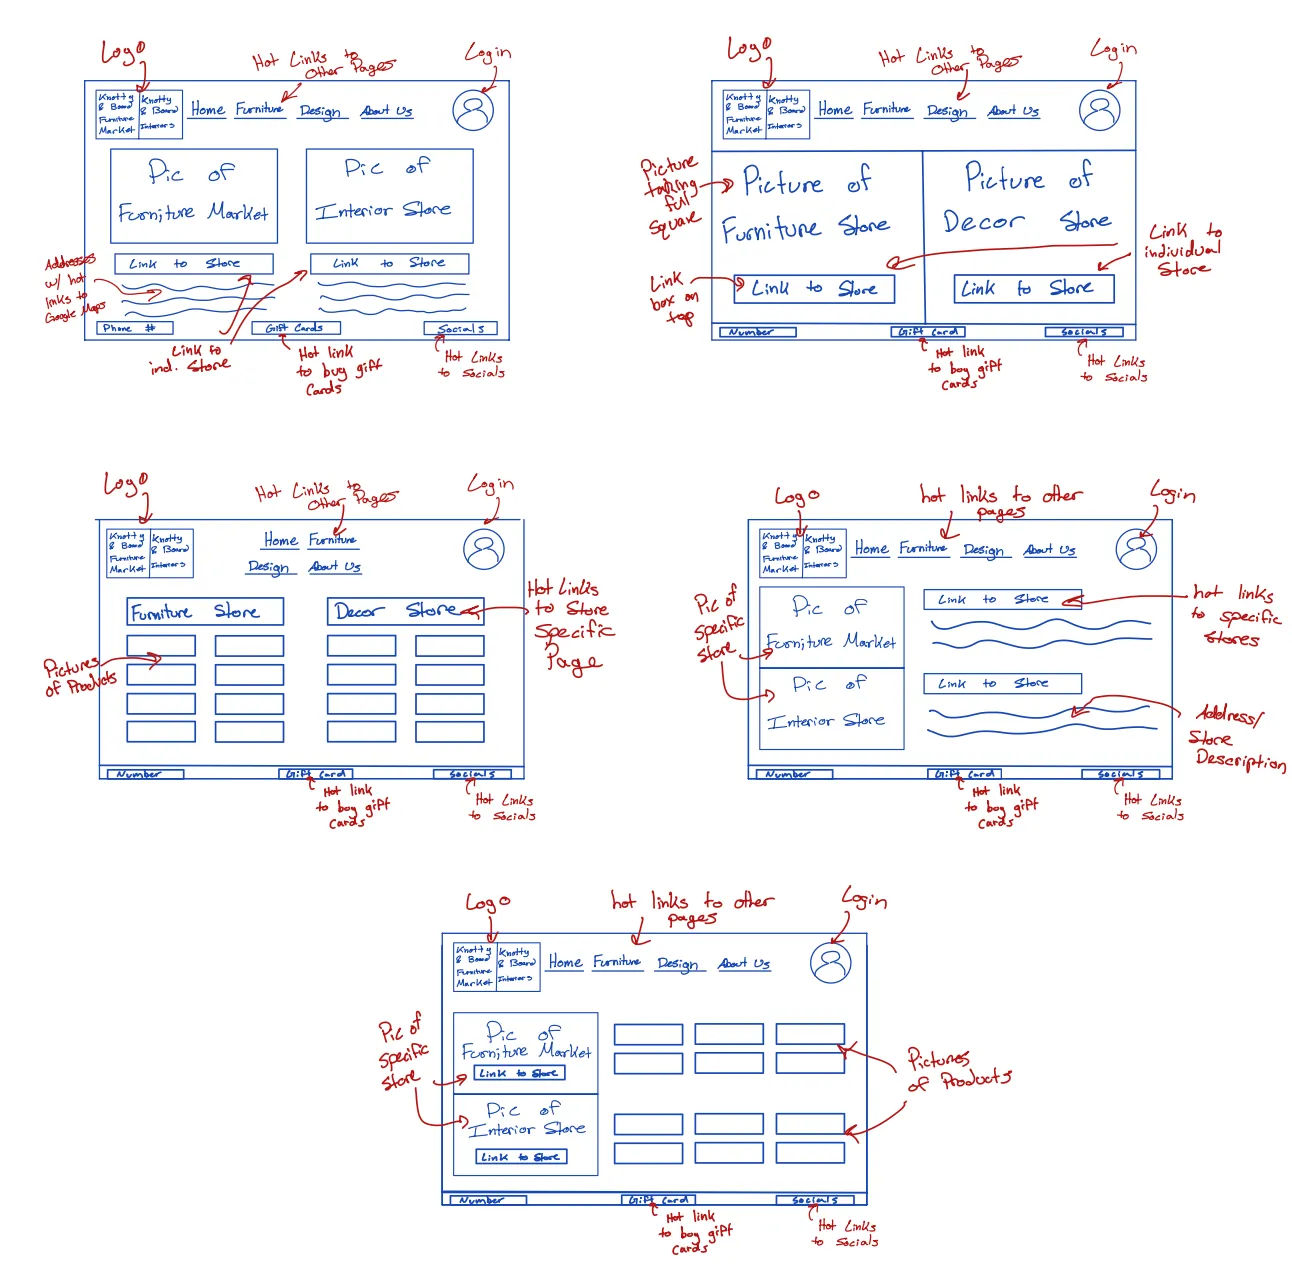 Logo
Hot Links to
Other Pages
Login
Knotty
& Board
Furniture
Market
Knotty
& Board
Interiors
Home Furniture Design About Us
Pic of
Furniture Market
Pic of
Interior Store
Link to Store
Link to Store
Addresses
w/ hot
links to
Google Maps
Phone #
Gift Cards
Socials
Link to
ind. Store
Hot link
to buy gift
Cards
Hot Links
to Socials
Logo
Hot Links to
Other Pages
Login
Knotty
& Board
Furniture
Market
Knotty
& Board
Interiors
Home Furniture Design About Us
Picture
taking
full
square
Picture of
Furniture Store
Picture of
Decor Store
Link to
individual
Store
Link
box on
top
Link to Store
Link to Store
Number
Gift Card
Socials
Hot link
to buy gift
Cards
Hot Links
to Socials
Logo
Hot Links to
Other Pages
Login
Knotty
& Board
Furniture
Market
Knotty
& Board
Interiors
Home Furniture
Design About Us
Furniture Store
Decor Store
Hot Links
to Store
Specific
Page
Pictures
of Products
Number
Gift Card
Socials
Hot link
to buy gift
Cards
Hot Links
to Socials
Logo
hot links to other
pages
Login
Knotty
& Board
Furniture
Market
Knotty
& Board
Interiors
Home Furniture Design About Us
Pic of
specific
store
Pic of
Furniture Market
Pic of
Interior Store
Link to Store
Link to Store
hot links
to specific
stores
Address/
Store
Description
Number
Gift Card
Socials
Hot link
to buy gift
Cards
Hot Links
to Socials
Logo
hot links to other
pages
Login
Knotty
& Board
Furniture
Market
Knotty
& Board
Interiors
Home Furniture Design About Us
Pic of
specific
store
Pic of
Furniture Market
Link to Store
Pic of
Interior Store
Link to Store
Pictures
of Products
Number
Gift Card
Socials
Hot link
to buy gift
Cards
Hot Links
to Socials